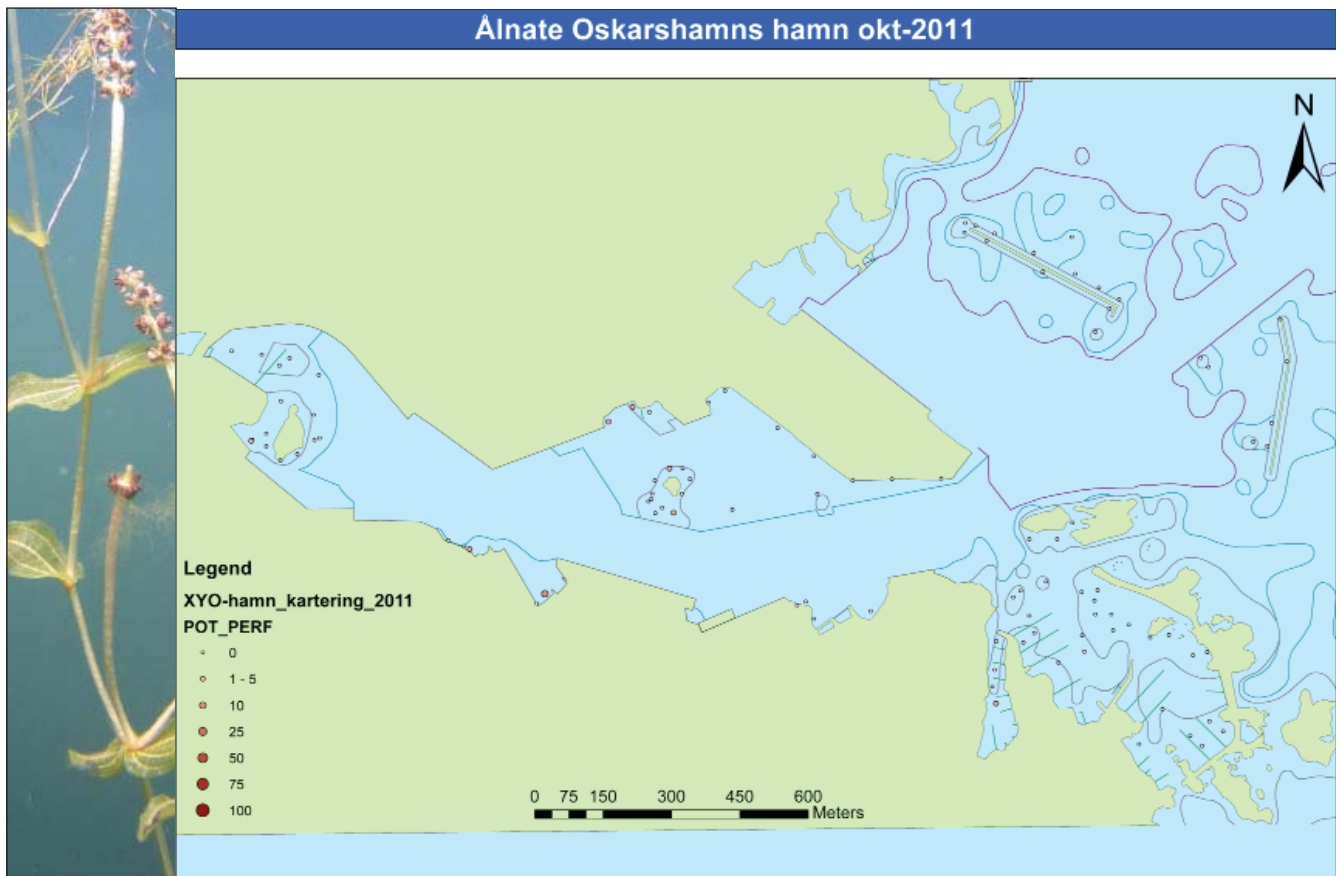 Ålnate Oskarshamns hamn okt-2011
N
Legend
XYO-hamn_kartering_2011
POT_PERF
0
1 - 5
10
25
50
75
100
0 75 150 300 450 600
Meters